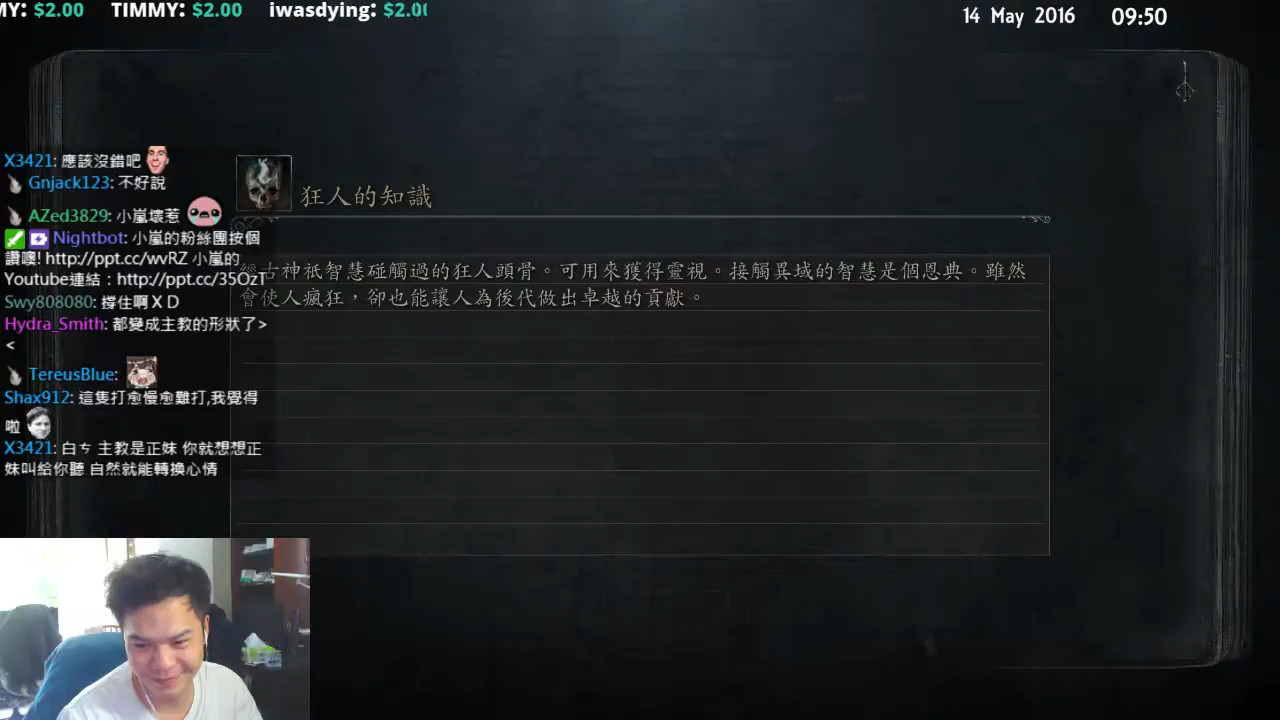 MY: $2.00 TIMMY: $2.00 iwasdying: $2.00
14 May 2016 09:50
X3421: 應該沒錯吧
Gnjack123: 不好說
AZed3829: 小嵐壞惹
Nightbot: 小嵐的粉絲團按個
讚噢! http://ppt.cc/wvRZ 小嵐的
Youtube連結：http://ppt.cc/35OzT
Swy808080: 撐住啊ＸＤ
Hydra_Smith: 都變成主教的形狀了>
<
TereusBlue:
Shax912: 這隻打愈慢愈難打,我覺得
啦
X3421: 白ㄘ 主教是正妹 你就想想正
妹叫給你聽 自然就能轉換心情
狂人的知識
經古神祇智慧碰觸過的狂人頭骨。可用來獲得靈視。接觸異域的智慧是個恩典。雖然
會使人瘋狂，卻也能讓人為後代做出卓越的貢獻。